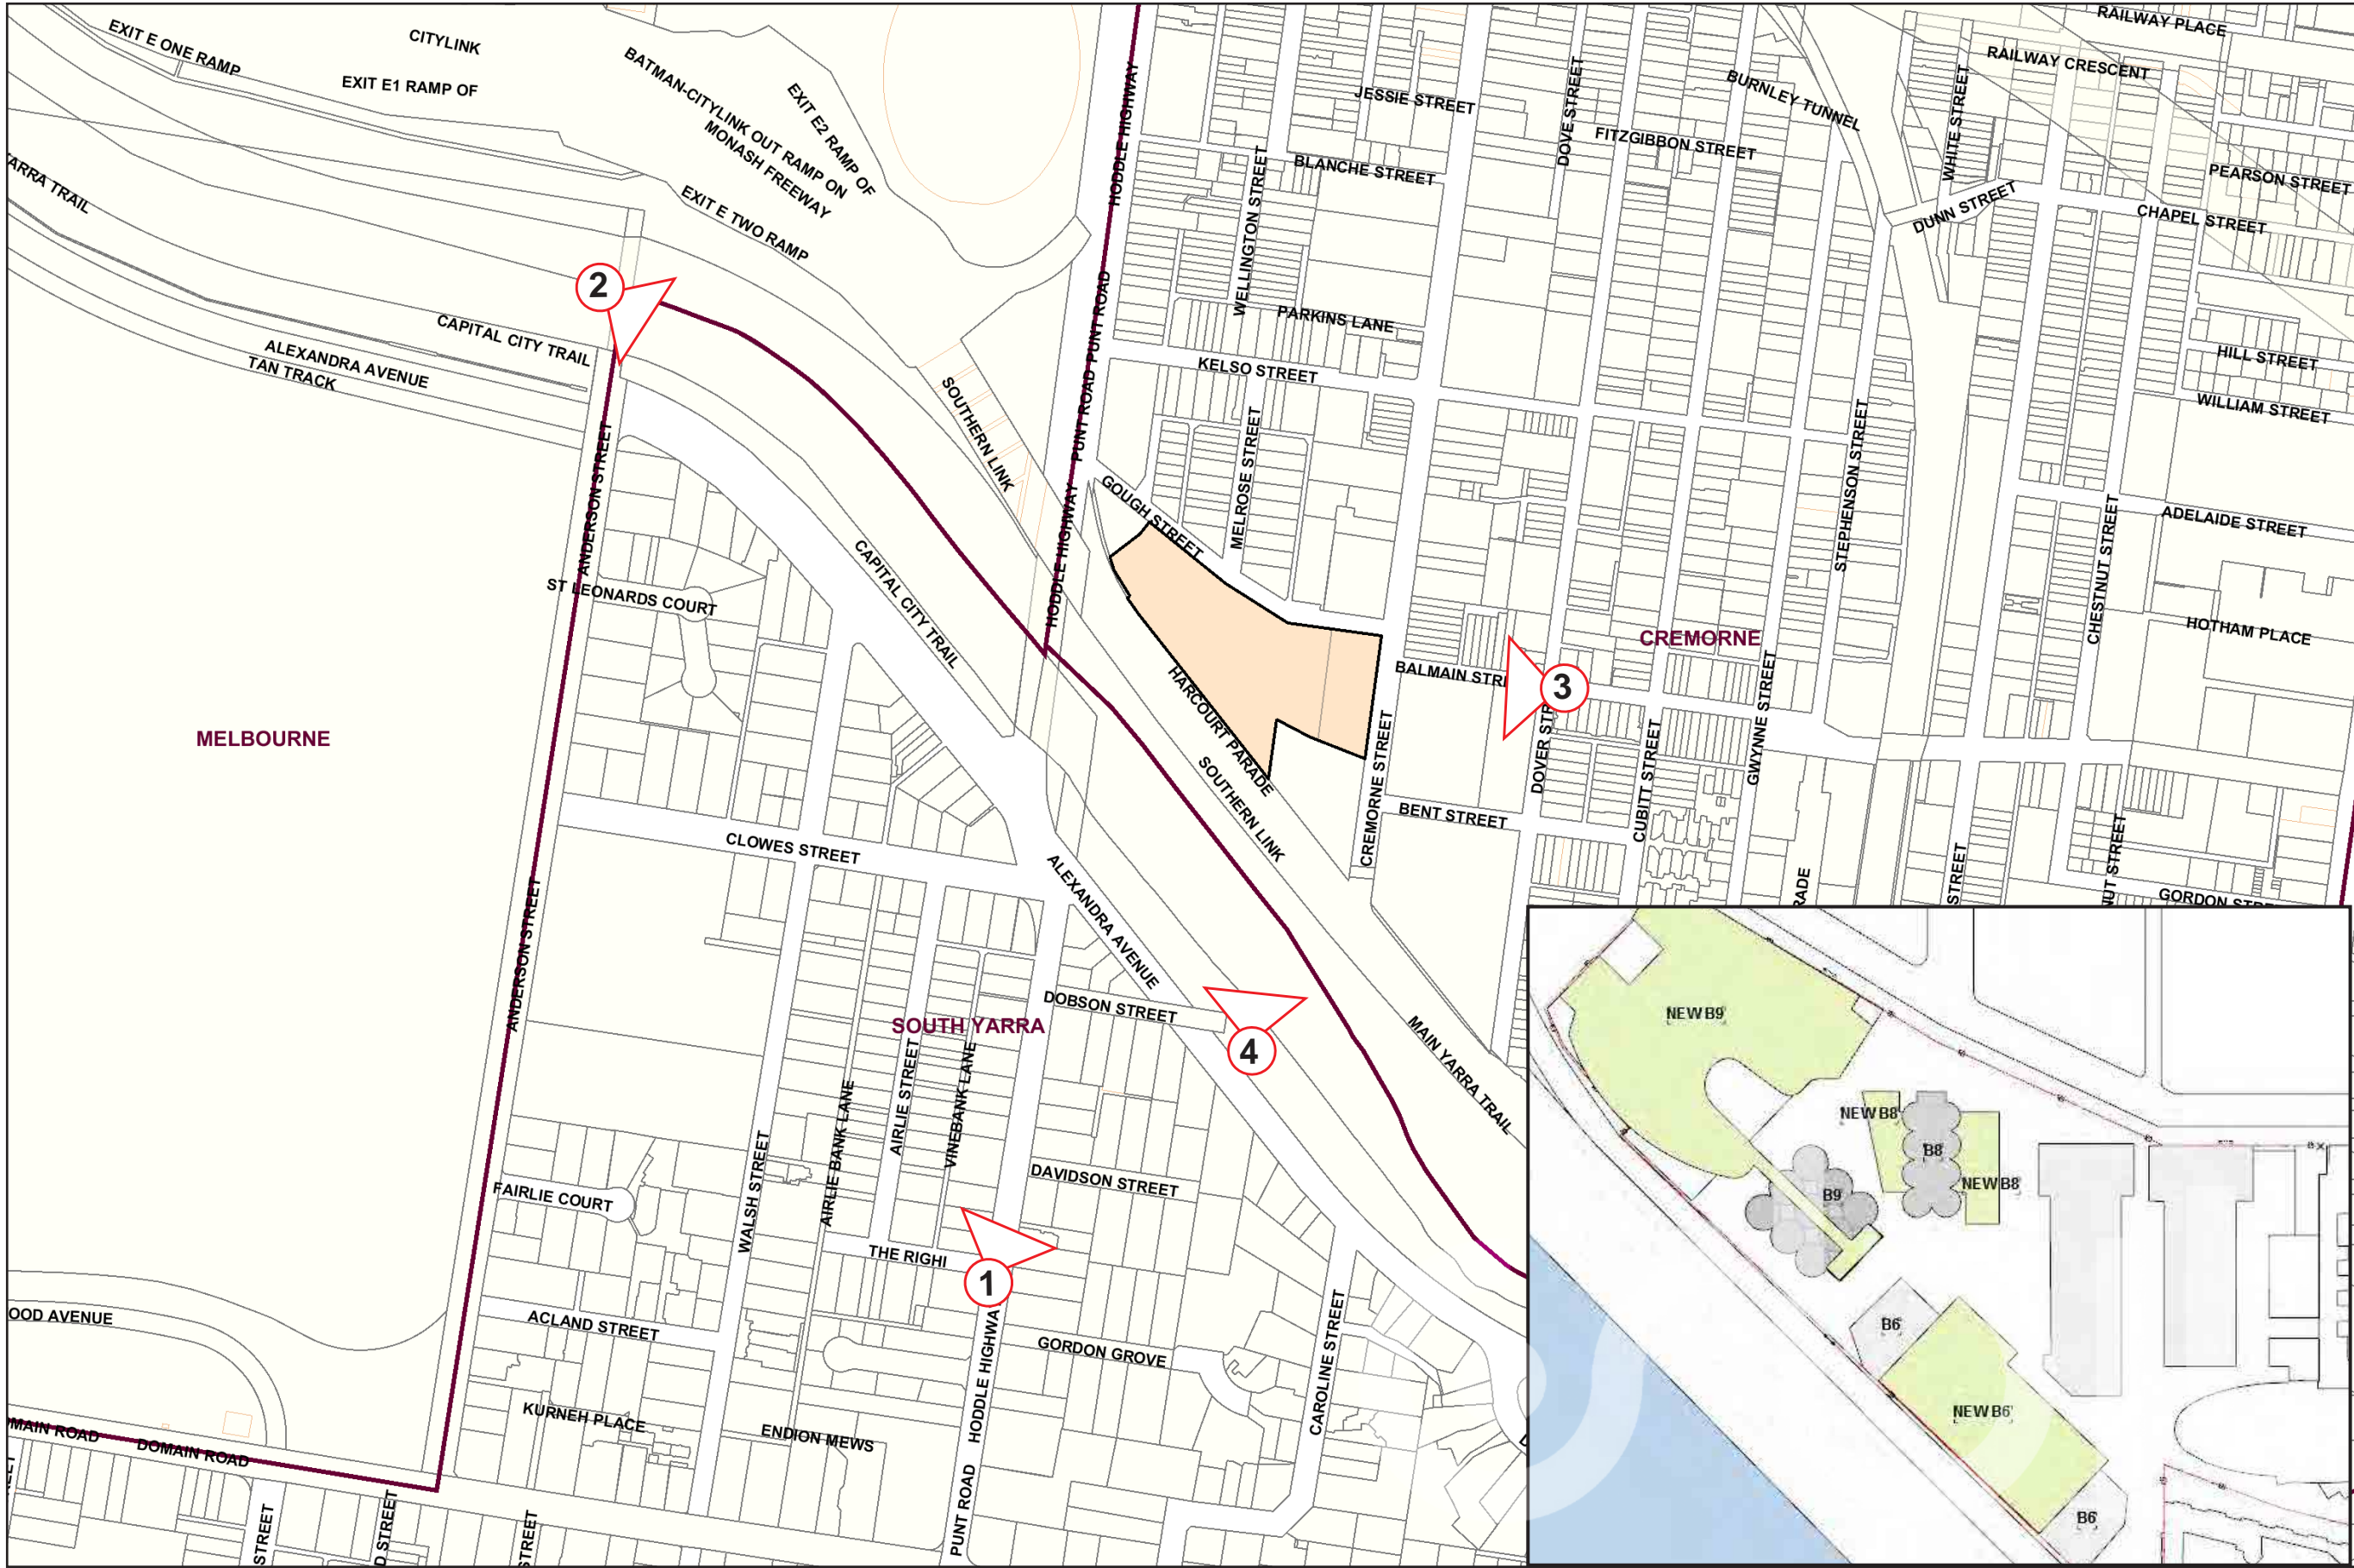 EXIT E ONE RAMP
CITYLINK
EXIT E1 RAMP OF
BATMAN-CITYLINK OUT RAMP ON
MONASH FREEWAY
EXIT E2 RAMP OF
EXIT E TWO RAMP
HODDLE HIGHWAY
JESSIE STREET
DOVE STREET
BURNLEY TUNNEL
FITZGIBBON STREET
BLANCHE STREET
WELLINGTON STREET
WHITE STREET
RAILWAY PLACE
RAILWAY CRESCENT
PEARSON STREET
DUNN STREET
CHAPEL STREET
ARRA TRAIL
2
CAPITAL CITY TRAIL
ALEXANDRA AVENUE
TAN TRACK
SOUTHERN LINK
PUNT ROAD PUNT ROAD
PARKINS LANE
KELSO STREET
HILL STREET
WILLIAM STREET
ANDERSON STREET
HODDLE HIGHWAY
GOUGH STREET
MELROSE STREET
STEPHENSON STREET
CHESTNUT STREET
ADELAIDE STREET
HOTHAM PLACE
ST LEONARDS COURT
CAPITAL CITY TRAIL
CREMORNE
BALMAIN STRE
3
HARCOURT PARADE
MELBOURNE
SOUTHERN LINK
CREMORNE STREET
DOVER STR
CUBITT STREET
GWYNNE STREET
BENT STREET
CLOWES STREET
ALEXANDRA AVENUE
ANDERSON STREET
RADE
STREET
NUT STREET
GORDON STRE
DOBSON STREET
SOUTH YARRA
4
MAIN YARRA TRAIL
AIRLIE STREET
VINEBANK LANE
AIRLIE BANK LANE
WALSH STREET
DAVIDSON STREET
FAIRLIE COURT
THE RIGHI
1
OOD AVENUE
ACLAND STREET
HODDLE HIGHWA
GORDON GROVE
CAROLINE STREET
KURNEH PLACE
ENDION MEWS
MAIN ROAD
DOMAIN ROAD
PUNT ROAD
STREET
D STREET
STREET
NEW B9
NEW B8
B8
NEW B8
B9
B6
NEW B6
B6